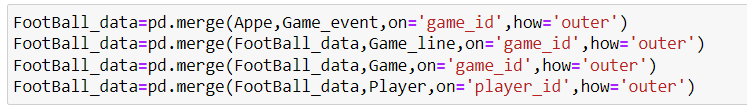 FootBall_data=pd.merge(Appe,Game_event,on='game_id',how='outer')
FootBall_data=pd.merge(FootBall_data,Game_line,on='game_id',how='outer')
FootBall_data=pd.merge(FootBall_data,Game,on='game_id',how='outer')
FootBall_data=pd.merge(FootBall_data,Player,on='player_id',how='outer')